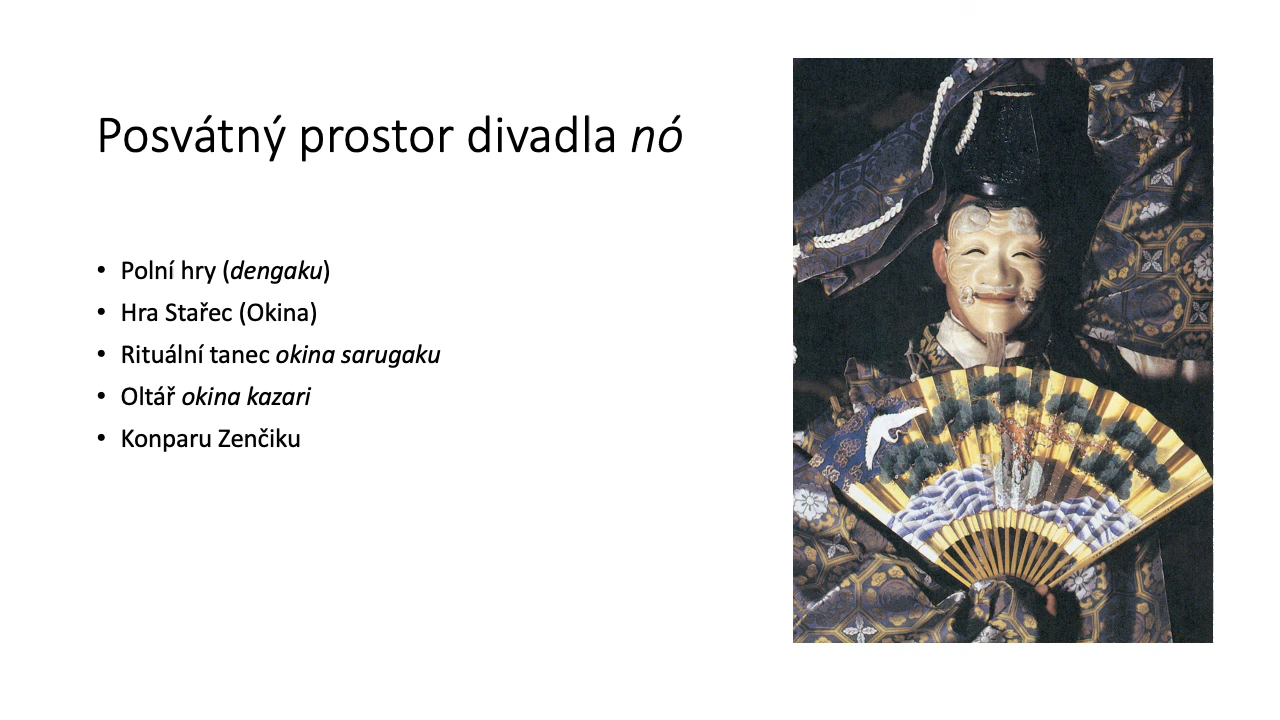 Posvátný prostor divadla nó
• Polní hry (dengaku)
• Hra Stařec (Okina)
• Rituální tanec okina sarugaku
• Oltář okina kazari
• Konparu Zenčiku